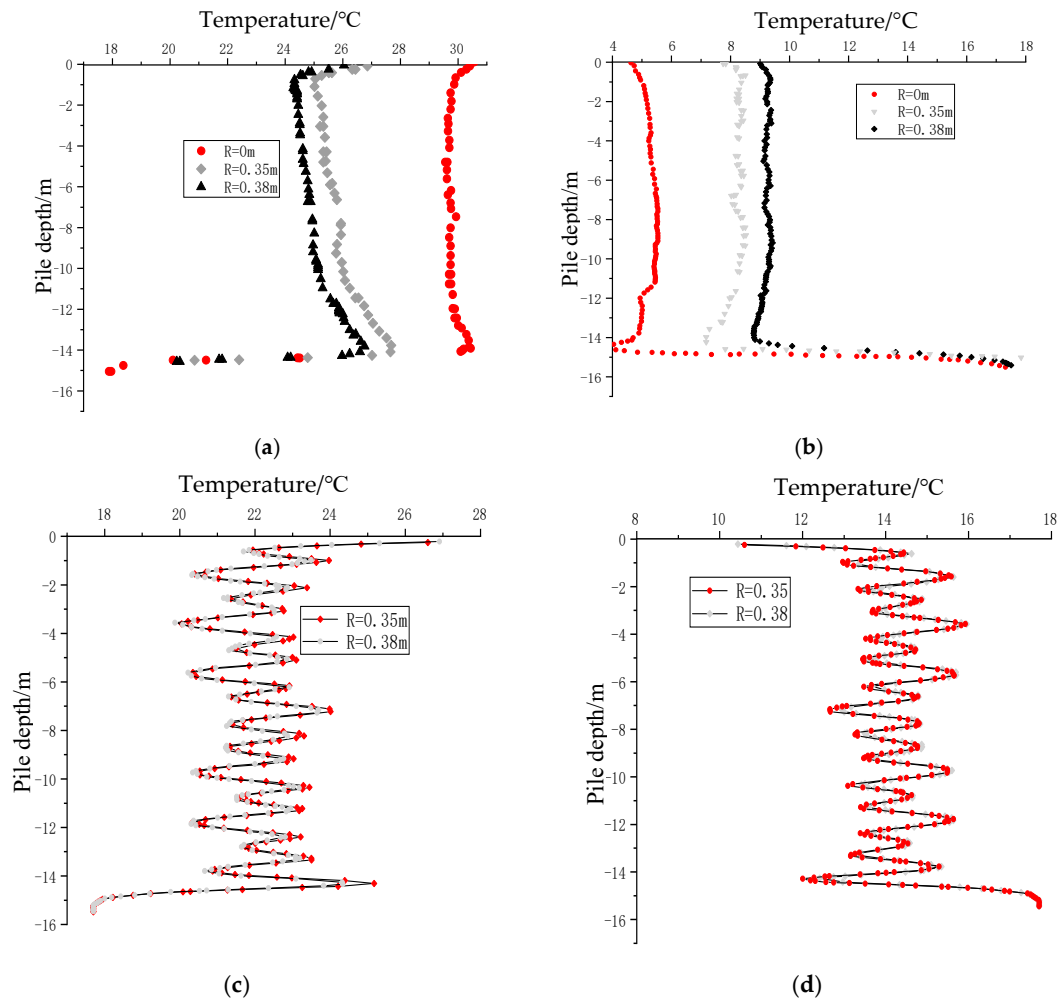 Temperature/°C
18 20 22 24 26 28 30
0
-2
-4
-6
-8
-10
-12
-14
-16
Pile depth/m
R=0m
R=0.35m
R=0.38m
(a)
Temperature/°C
4 6 8 10 12 14 16 18
0
-2
-4
-6
-8
-10
-12
-14
-16
Pile depth/m
R=0m
R=0.35m
R=0.38m
(b)
Temperature/°C
18 20 22 24 26 28
0
-2
-4
-6
-8
-10
-12
-14
-16
Pile depth/m
R=0.35m
R=0.38m
(c)
Temperature/°C
8 10 12 14 16 18
0
-2
-4
-6
-8
-10
-12
-14
-16
Pile depth/m
R=0.35
R=0.38
(d)